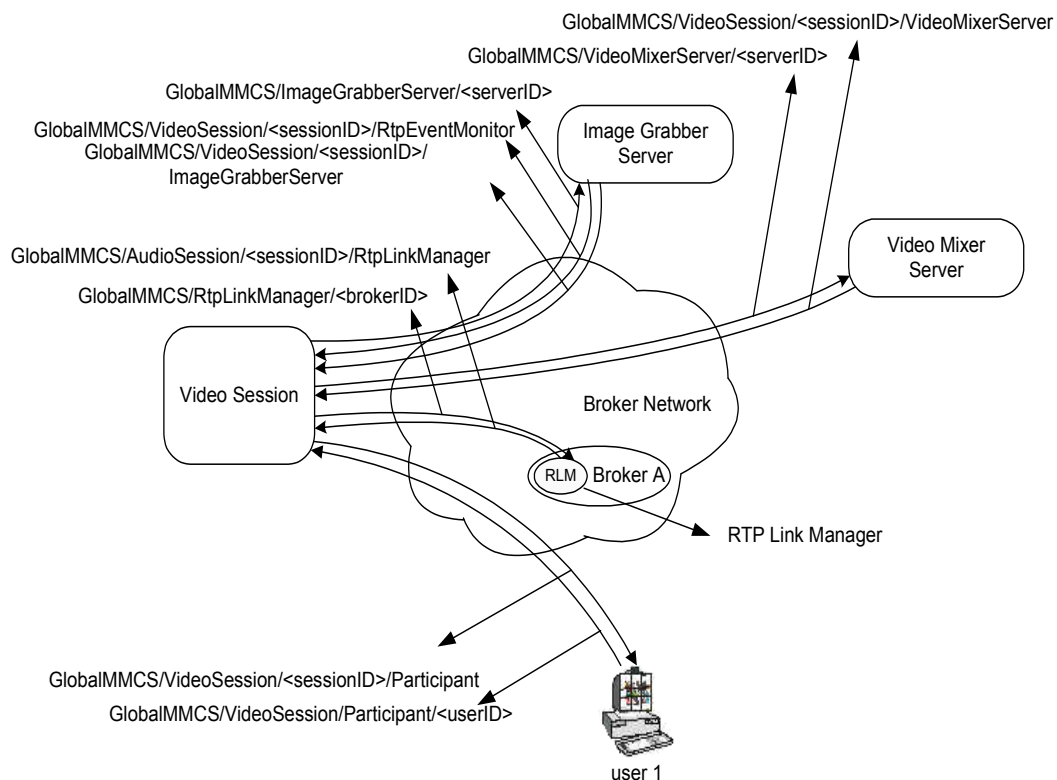 GlobalMMCS/VideoSession/<sessionID>/VideoMixerServer
GlobalMMCS/VideoMixerServer/<serverID>
GlobalMMCS/ImageGrabberServer/<serverID>
GlobalMMCS/VideoSession/<sessionID>/RtpEventMonitor
GlobalMMCS/VideoSession/<sessionID>/
ImageGrabberServer
Image Grabber
Server
GlobalMMCS/AudioSession/<sessionID>/RtpLinkManager
GlobalMMCS/RtpLinkManager/<brokerID>
Video Mixer
Server
Video Session
Broker Network
RLM
Broker A
RTP Link Manager
GlobalMMCS/VideoSession/<sessionID>/Participant
GlobalMMCS/VideoSession/Participant/<userID>
user 1